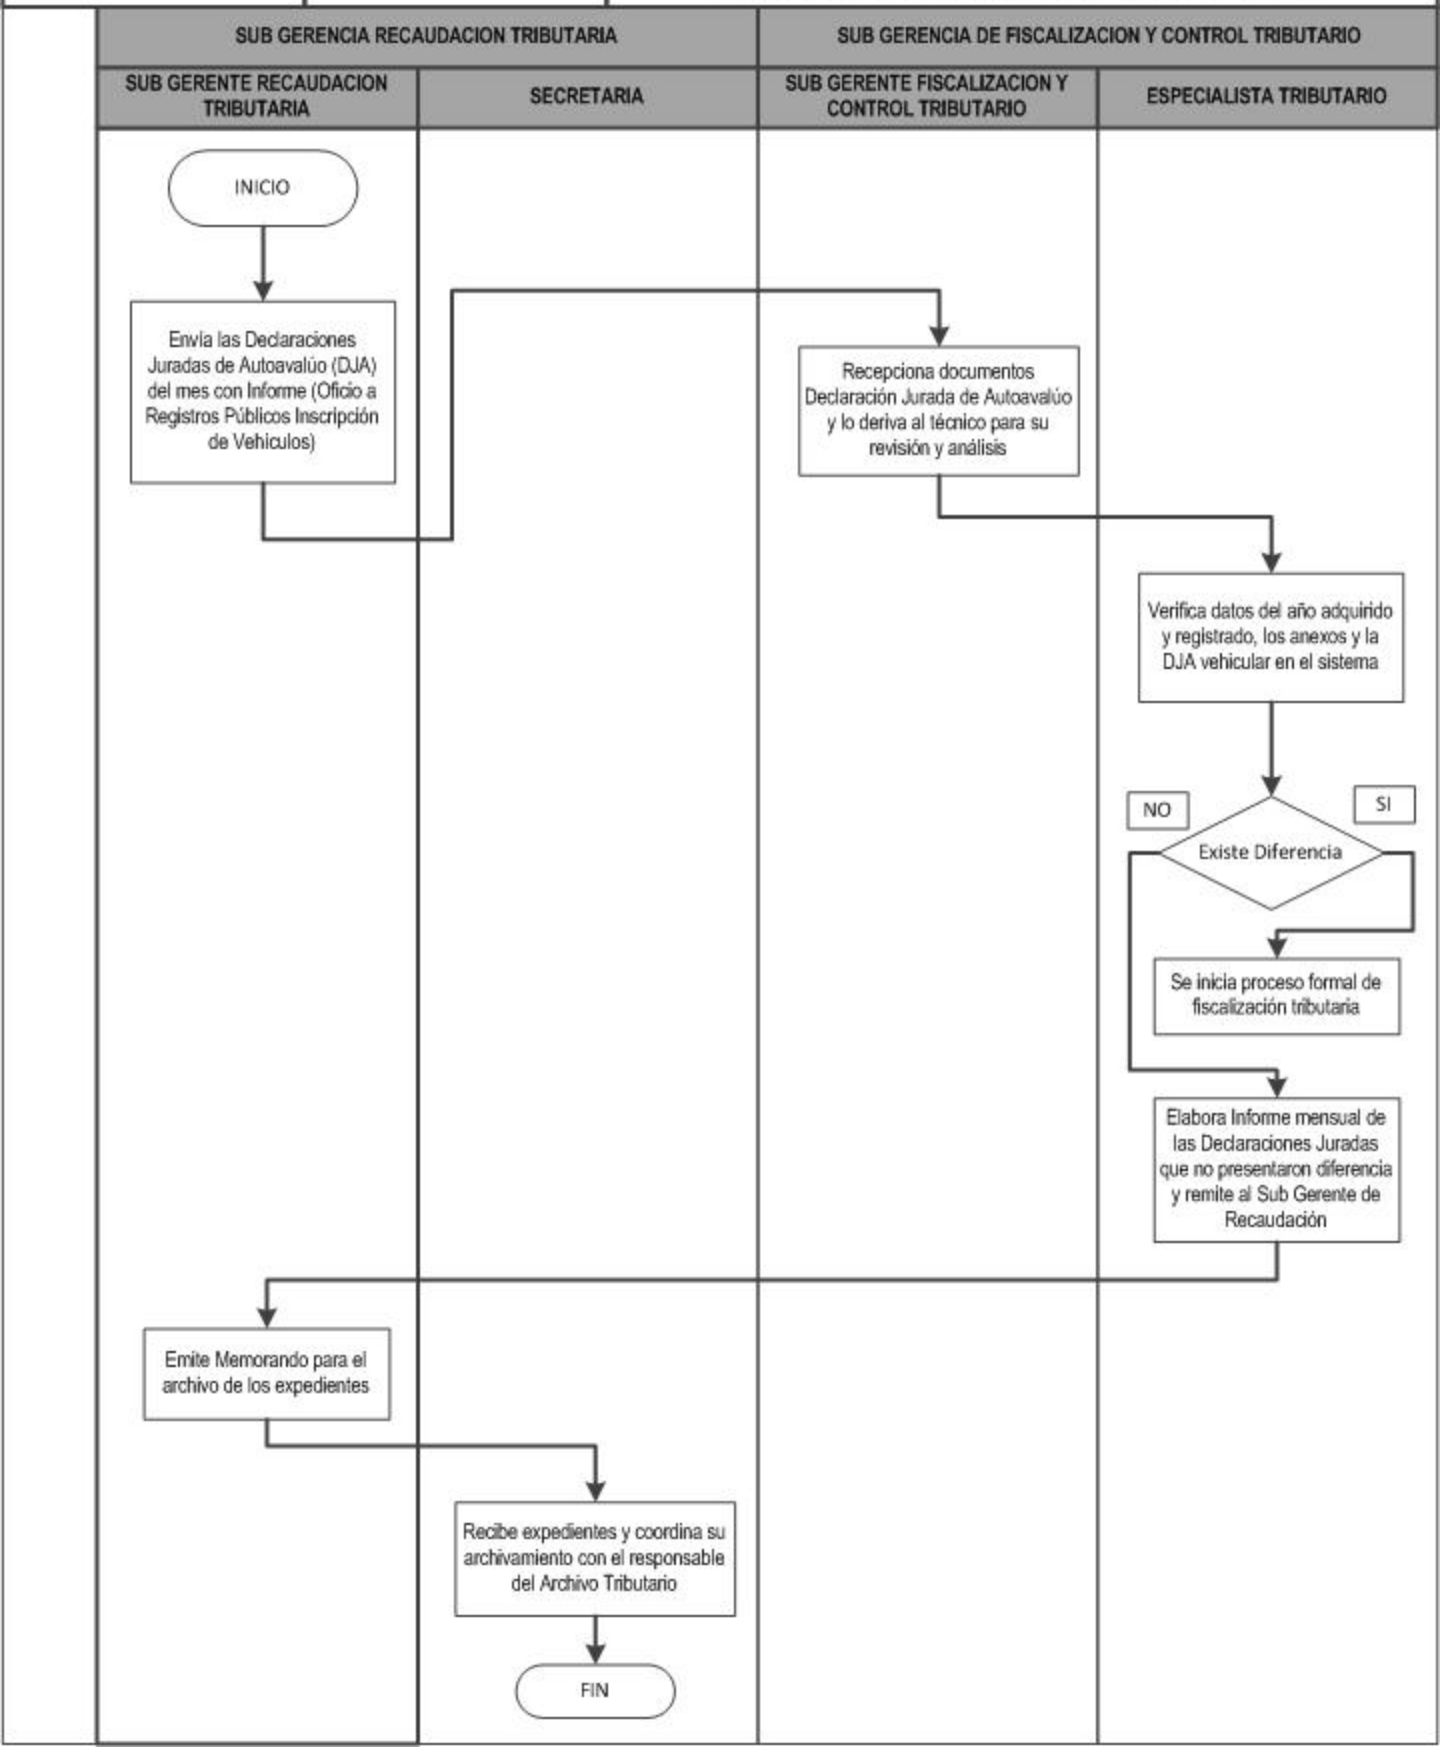 SUB GERENCIA RECAUDACION TRIBUTARIA
SUB GERENCIA DE FISCALIZACION Y CONTROL TRIBUTARIO
SUB GERENTE RECAUDACION
TRIBUTARIA
SECRETARIA
SUB GERENTE FISCALIZACION Y
CONTROL TRIBUTARIO
ESPECIALISTA TRIBUTARIO
INICIO
Envía las Declaraciones
Juradas de Autoavalúo (DJA)
del mes con Informe (Oficio a
Registros Públicos Inscripción
de Vehículos)
Recepciona documentos
Declaración Jurada de Autoavalúo
y lo deriva al técnico para su
revisión y análisis
Verifica datos del año adquirido
y registrado, los anexos y la
DJA vehicular en el sistema
NO
SI
Existe Diferencia
Se inicia proceso formal de
fiscalización tributaria
Elabora Informe mensual de
las Declaraciones Juradas
que no presentaron diferencia
y remite al Sub Gerente de
Recaudación
Emite Memorando para el
archivo de los expedientes
Recibe expedientes y coordina su
archivamiento con el responsable
del Archivo Tributario
FIN